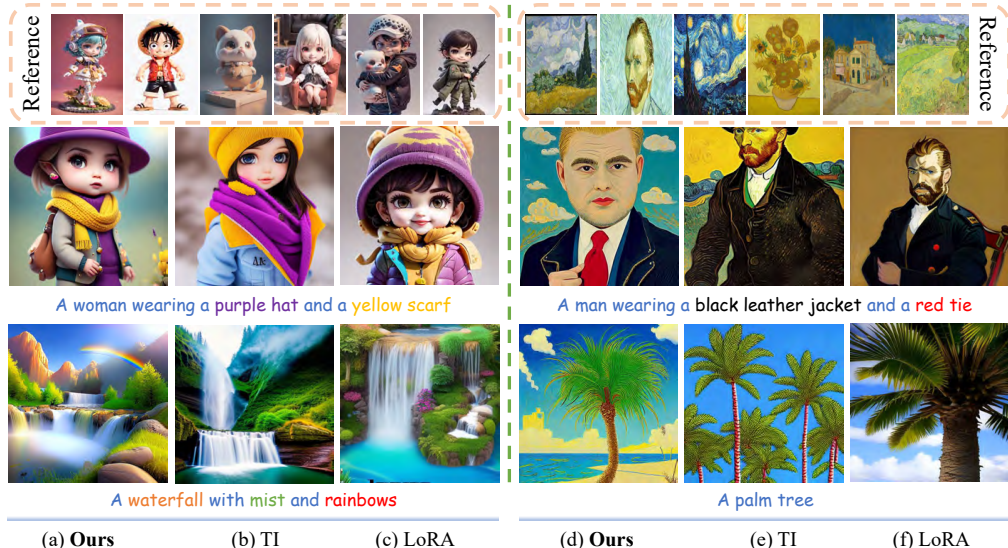 Reference
Reference
A woman wearing a purple hat and a yellow scarf
A man wearing a black leather jacket and a red tie
A waterfall with mist and rainbows
A palm tree
(a) Ours
(b) TI
(c) LoRA
(d) Ours
(e) TI
(f) LoRA